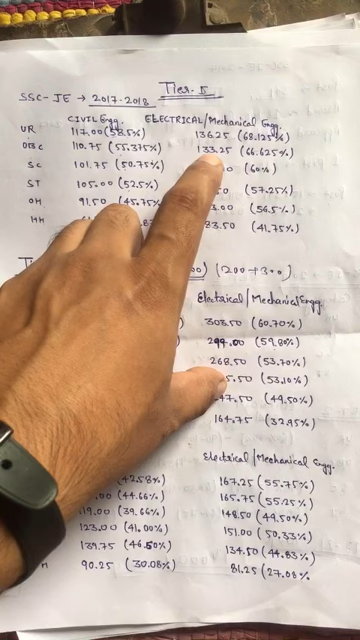 Tier-I
SSC-JE → 2017-2018
CIVIL Engg. ELECTRICAL/Mechanical Engg.
UR 117.00 (58.5%) 136.25 (68.125%)
OBC 110.75 (55.375%) 133.25 (66.625%)
SC 101.75 (50.75%) (60%)
ST 105.00 (52.5%) (57.25%)
OH 91.50 (45.75%) (56.5%)
HH 83.50 (41.75%)
(200+300)
Electrical/Mechanical Engg.
303.50 (60.70%)
299.00 (59.80%)
268.50 (53.70%)
(53.10%)
247.50 (49.50%)
164.75 (32.95%)
Electrical/Mechanical Engg.
(42.58%) 167.25 (55.75%)
(44.66%) 165.75 (55.25%)
119.00 (39.66%) 148.50 (49.50%)
123.00 (41.00%) 151.00 (50.33%)
139.75 (46.50%) 134.50 (44.83%)
90.25 (30.08%) 81.25 (27.08%